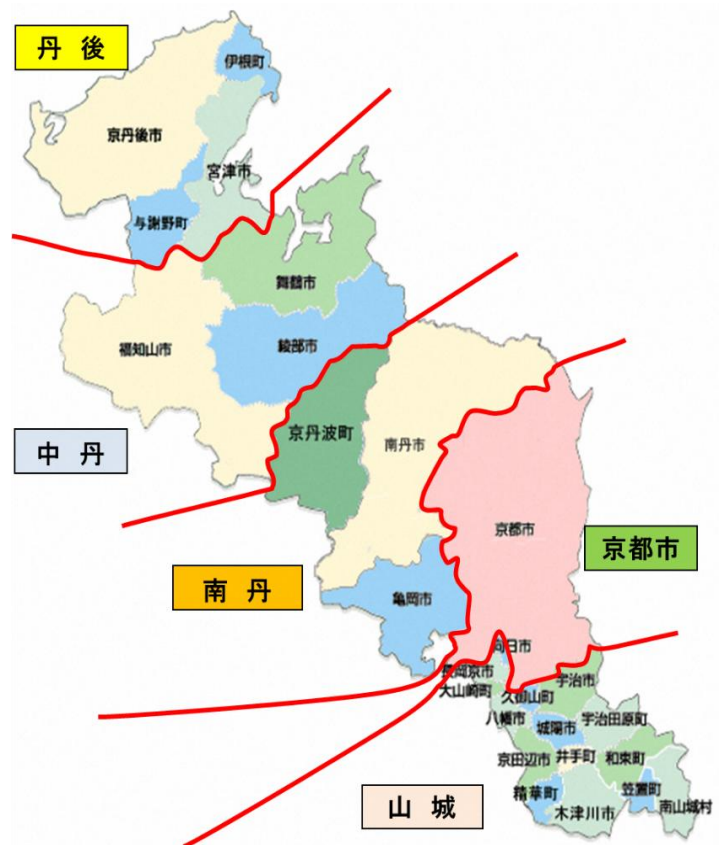 丹 後
伊根町
京丹後市
宮津市
与謝野町
舞鶴市
福知山市
綾部市
京丹波町
南丹市
中 丹
京都市
京都市
南 丹
亀岡市
向日市
長岡京市
宇治市
大山崎町
久御山町
八幡市
宇治田原町
城陽市
京田辺市
井手町
和束町
精華町
笠置町
南山城村
木津川市
山 城